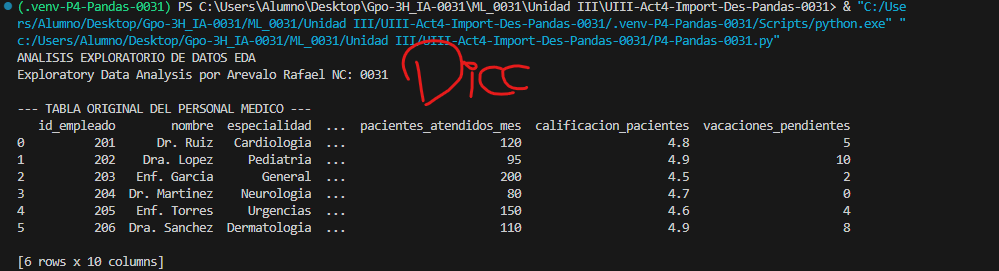 (.venv-P4-Pandas-0031) PS C:\Users\Alumno\Desktop\Gpo-3H_IA-0031\ML_0031\Unidad III\UIII-Act4-Import-Des-Pandas-0031> & "C:/Use
rs/Alumno/Desktop/Gpo-3H_IA-0031/ML_0031/Unidad III/UIII-Act4-Import-Des-Pandas-0031/.venv-P4-Pandas-0031/Scripts/python.exe" "
c:/Users/Alumno/Desktop/Gpo-3H_IA-0031/ML_0031/Unidad III/UIII-Act4-Import-Des-Pandas-0031/P4-Pandas-0031.py"
ANALISIS EXPLORATORIO DE DATOS EDA
Exploratory Data Analysis por Arevalo Rafael NC: 0031
Dicc
--- TABLA ORIGINAL DEL PERSONAL MEDICO ---
id_empleado nombre especialidad ... pacientes_atendidos_mes calificacion_pacientes vacaciones_pendientes
0 201 Dr. Ruiz Cardiologia ... 120 4.8 5
1 202 Dra. Lopez Pediatria ... 95 4.9 10
2 203 Enf. Garcia General ... 200 4.5 2
3 204 Dr. Martinez Neurologia ... 80 4.7 0
4 205 Enf. Torres Urgencias ... 150 4.6 4
5 206 Dra. Sanchez Dermatologia ... 110 4.9 8
[6 rows x 10 columns]